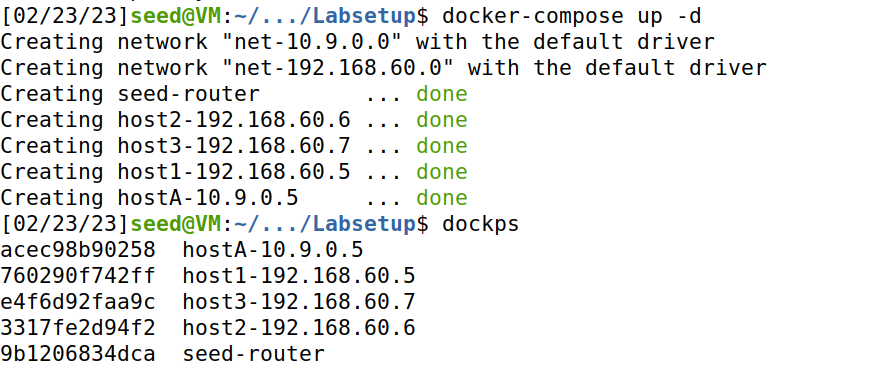 [02/23/23]seed@VM:~/.../Labsetup$ docker-compose up -d
Creating network "net-10.9.0.0" with the default driver
Creating network "net-192.168.60.0" with the default driver
Creating seed-router        ... done
Creating host2-192.168.60.6 ... done
Creating host3-192.168.60.7 ... done
Creating host1-192.168.60.5 ... done
Creating hostA-10.9.0.5     ... done
[02/23/23]seed@VM:~/.../Labsetup$ dockps
acec98b90258  hostA-10.9.0.5
760290f742ff  host1-192.168.60.5
e4f6d92faa9c  host3-192.168.60.7
3317fe2d94f2  host2-192.168.60.6
9b1206834dca  seed-router